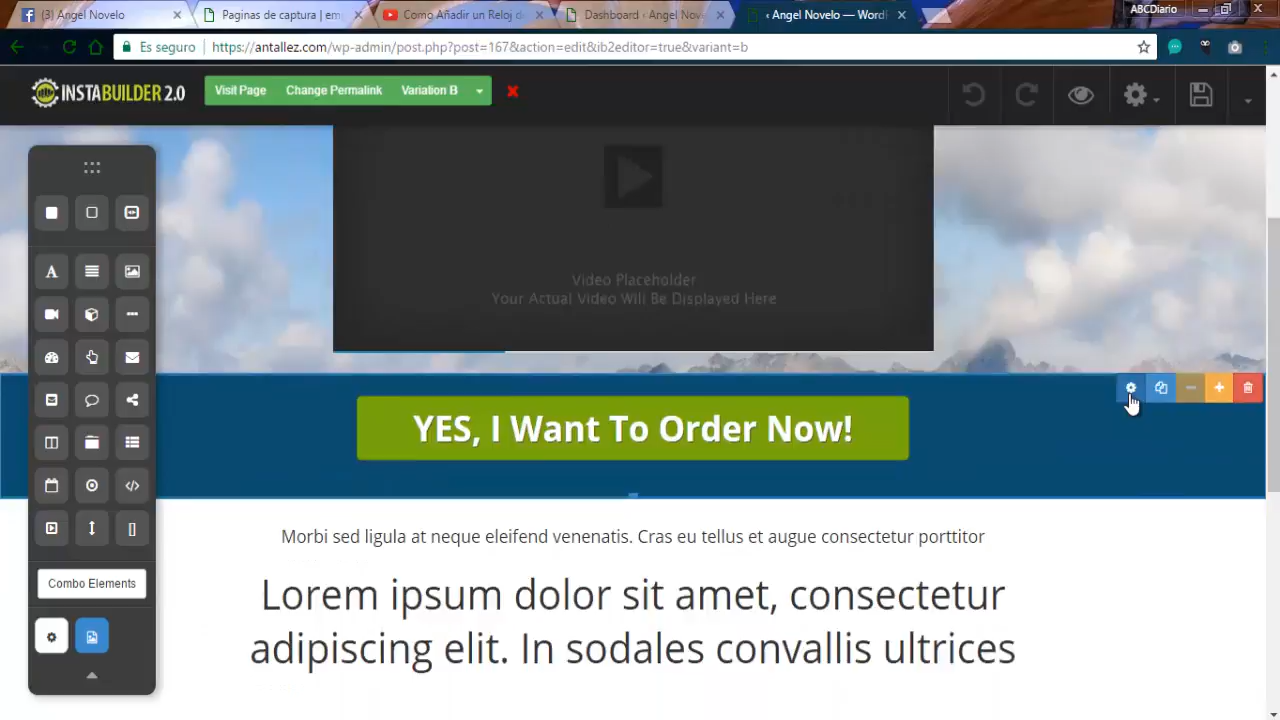 (3) Angel Novelo
Paginas de captura | em
Como Añadir un Reloj de
Dashboard ‹ Angel Nov
‹ Angel Novelo — WordP
ABCDiario
Es seguro
https://antallez.com/wp-admin/post.php?post=167&action=edit&ib2editor=true&variant=b
INSTABUILDER 2.0
Visit Page
Change Permalink
Variation B
Video Placeholder
Your Actual Video Will Be Displayed Here
YES, I Want To Order Now!
Morbi sed ligula at neque eleifend venenatis. Cras eu tellus et augue consectetur porttitor
Lorem ipsum dolor sit amet, consectetur
adipiscing elit. In sodales convallis ultrices
Combo Elements